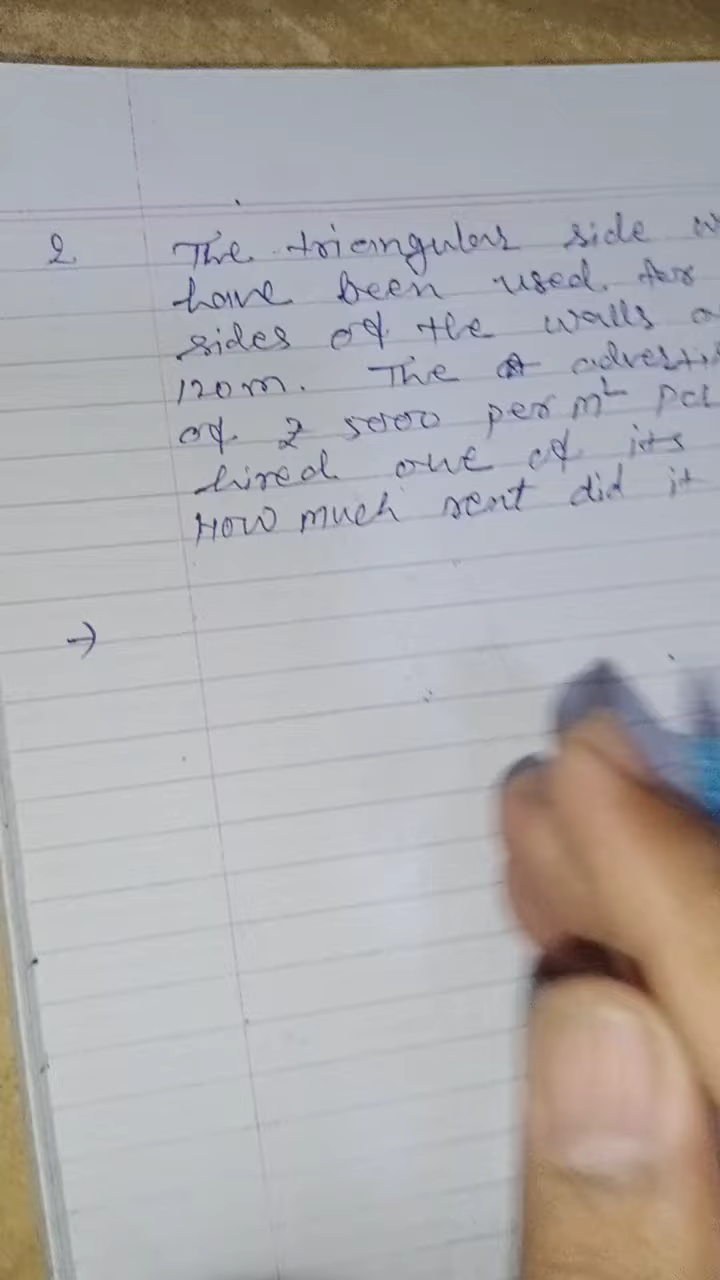 2 The triangular side
have been used for
sides of the walls
120m. The
of ₹ 5000 per m²
hired one of its
How much rent did it
→